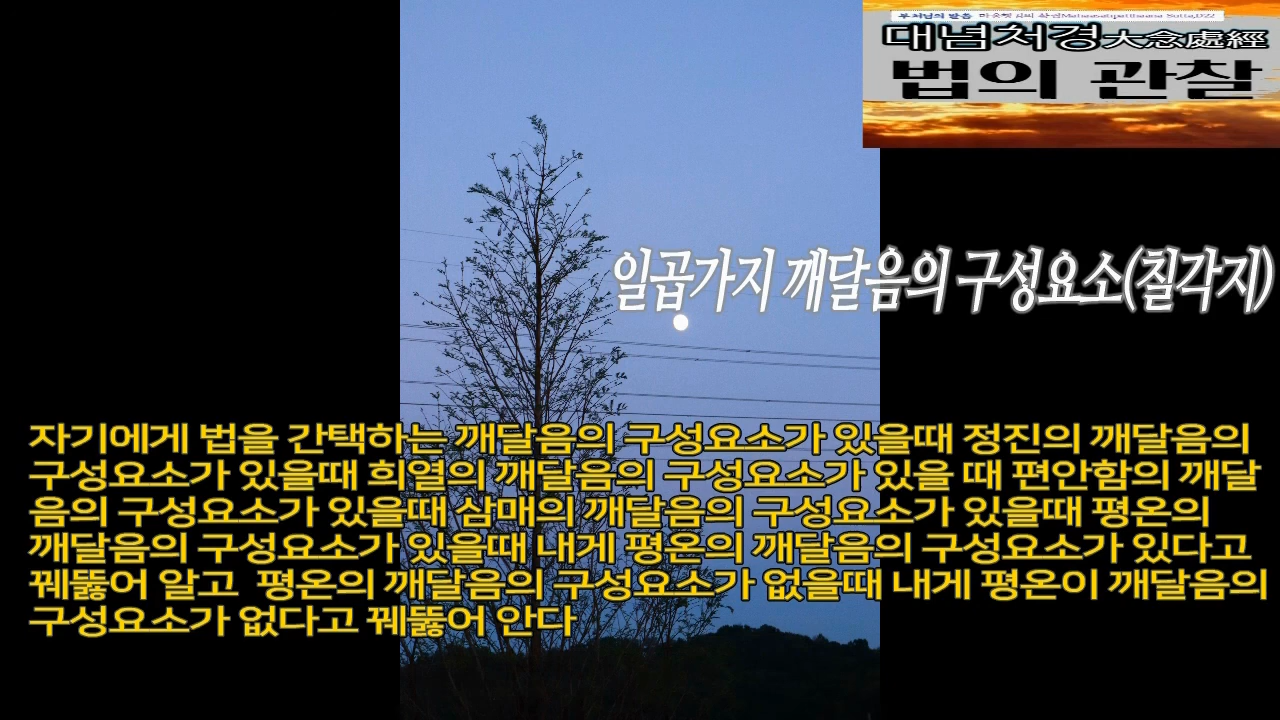 부처님의 말씀
대념처경大念處經
법의 관찰
일곱가지 깨달음의 구성요소(칠각지)
자기에게 법을 간택하는 깨달음의 구성요소가 있을때 정진의 깨달음의
구성요소가 있을때 희열의 깨달음의 구성요소가 있을 때 편안함의 깨달
음의 구성요소가 있을때 삼매의 깨달음의 구성요소가 있을때 평온의
깨달음의 구성요소가 있을때 내게 평온의 깨달음의 구성요소가 있다고
꿰뚫어 알고 평온의 깨달음의 구성요소가 없을때 내게 평온이 깨달음의
구성요소가 없다고 꿰뚫어 안다